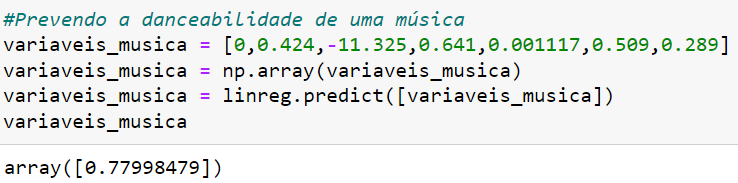 #Prevendo a danceabilidade de uma música
variaveis_musica = [0,0.424,-11.325,0.641,0.001117,0.509,0.289]
variaveis_musica = np.array(variaveis_musica)
variaveis_musica = linreg.predict([variaveis_musica])
variaveis_musica
array([0.77998479])